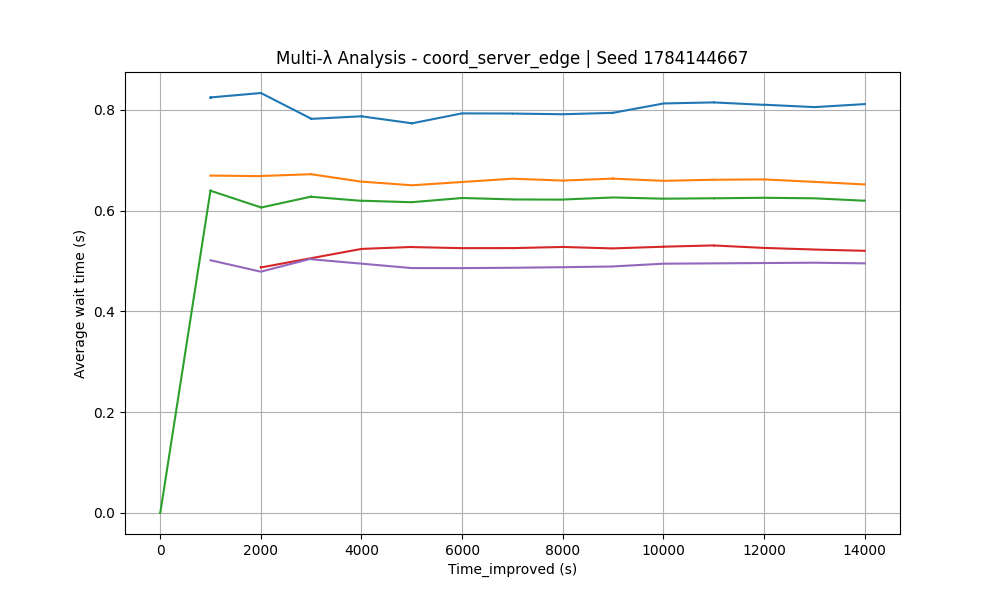 Multi-λ Analysis - coord_server_edge | Seed 1784144667
Average wait time (s)
0.8
0.6
0.4
0.2
0.0
0 2000 4000 6000 8000 10000 12000 14000
Time_improved (s)